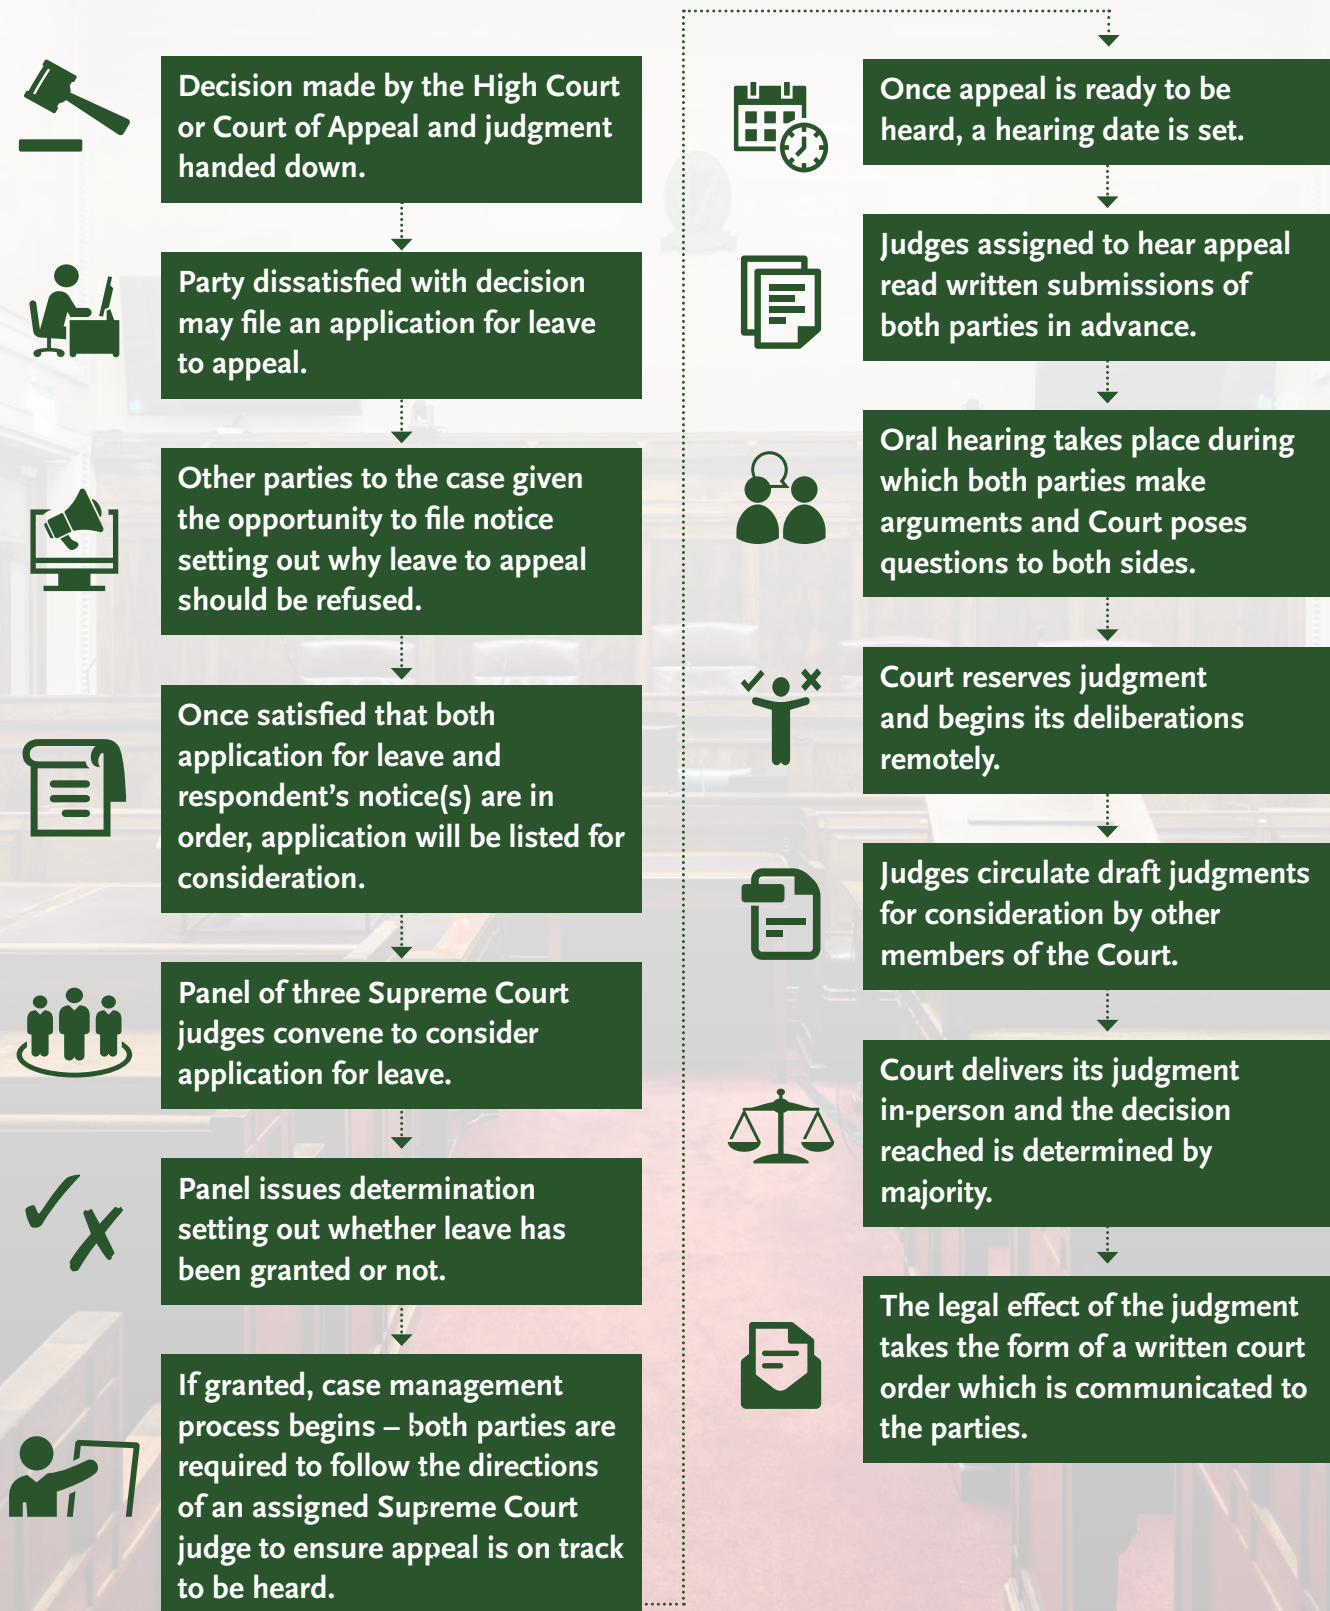 Decision made by the High Court
or Court of Appeal and judgment
handed down.
Party dissatisfied with decision
may file an application for leave
to appeal.
Other parties to the case given
the opportunity to file notice
setting out why leave to appeal
should be refused.
Once satisfied that both
application for leave and
respondent’s notice(s) are in
order, application will be listed for
consideration.
Panel of three Supreme Court
judges convene to consider
application for leave.
Panel issues determination
setting out whether leave has
been granted or not.
If granted, case management
process begins – both parties are
required to follow the directions
of an assigned Supreme Court
judge to ensure appeal is on track
to be heard.
Once appeal is ready to be
heard, a hearing date is set.
Judges assigned to hear appeal
read written submissions of
both parties in advance.
Oral hearing takes place during
which both parties make
arguments and Court poses
questions to both sides.
Court reserves judgment
and begins its deliberations
remotely.
Judges circulate draft judgments
for consideration by other
members of the Court.
Court delivers its judgment
in-person and the decision
reached is determined by
majority.
The legal effect of the judgment
takes the form of a written court
order which is communicated to
the parties.